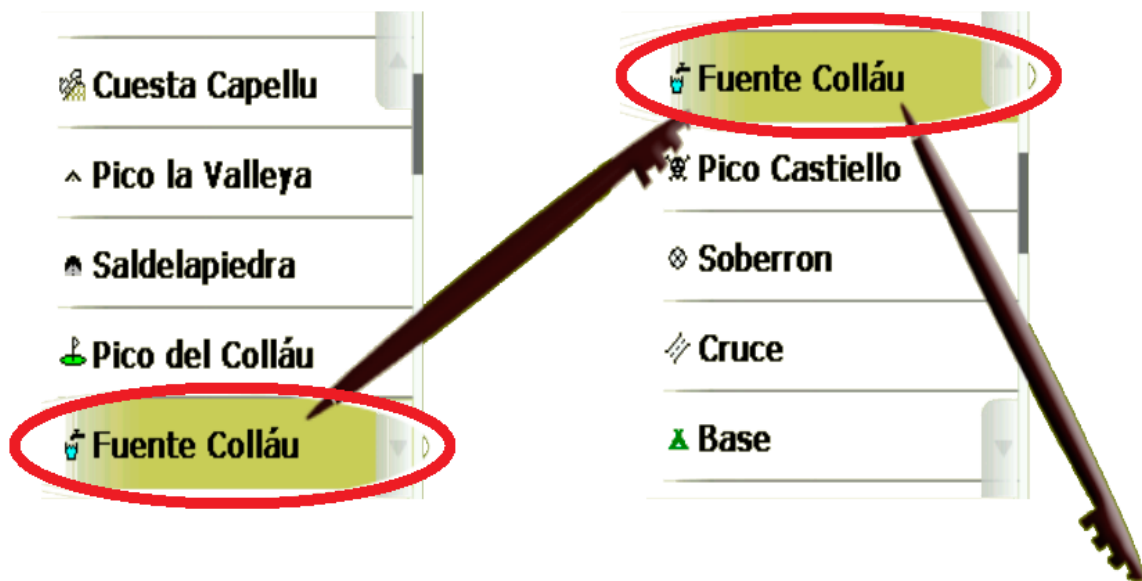 Cuesta Capellu
Pico la Valleya
Saldelapiedra
Pico del Colláu
Fuente Colláu
Fuente Colláu
Pico Castiello
Soberron
Cruce
Base